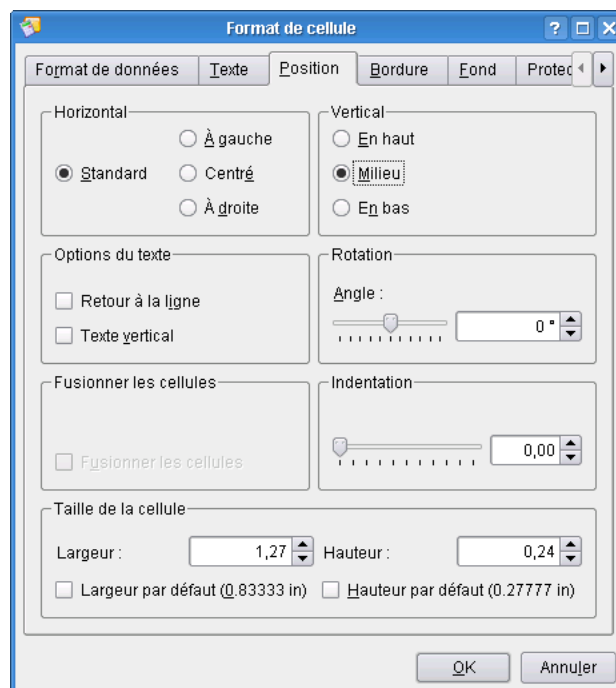 Format de cellule
Format de données Texte Position Bordure Fond Protec
Horizontal
À gauche
Standard Centré
À droite
Vertical
En haut
Milieu
En bas
Options du texte
Retour à la ligne
Texte vertical
Rotation
Angle :
0 °
Fusionner les cellules
Fusionner les cellules
Indentation
0,00
Taille de la cellule
Largeur : 1,27 Hauteur : 0,24
Largeur par défaut (0.83333 in) Hauteur par défaut (0.27777 in)
OK Annuler